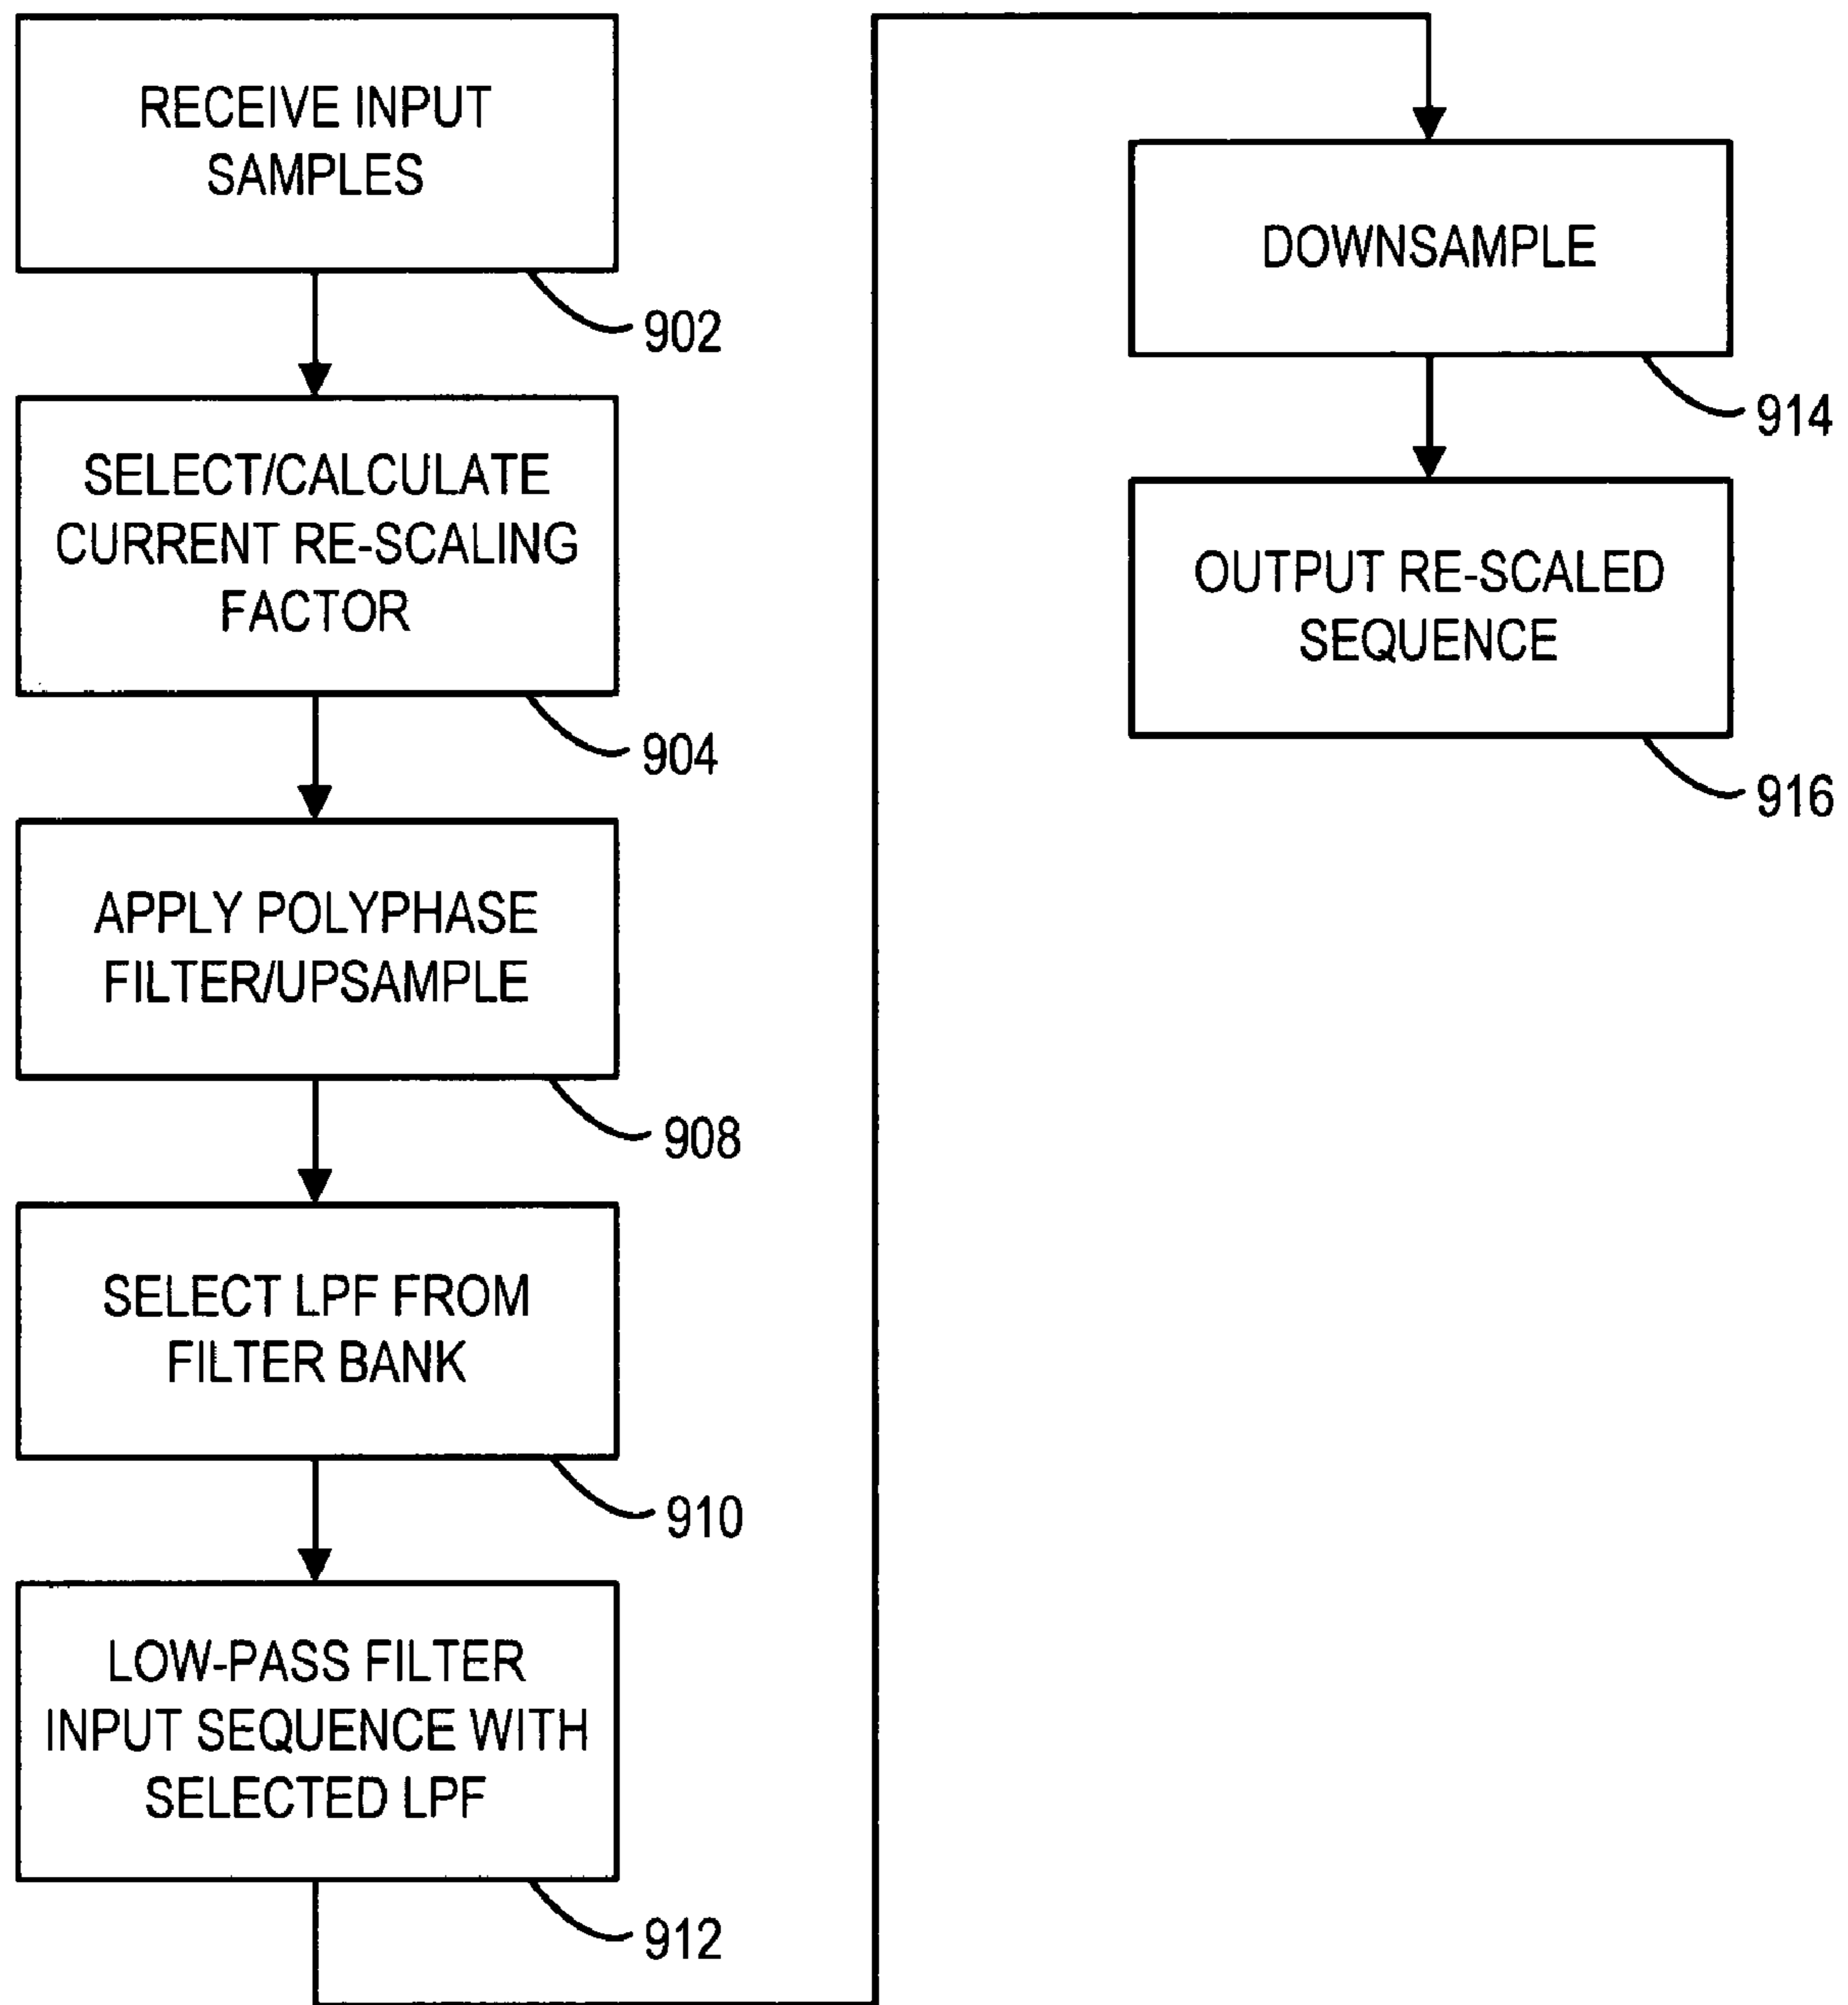 RECEIVE INPUT
SAMPLES
902
SELECT/CALCULATE
CURRENT RE-SCALING
FACTOR
904
APPLY POLYPHASE
FILTER/UPSAMPLE
908
SELECT LPF FROM
FILTER BANK
910
LOW-PASS FILTER
INPUT SEQUENCE WITH
SELECTED LPF
912
DOWNSAMPLE
914
OUTPUT RE-SCALED
SEQUENCE
916